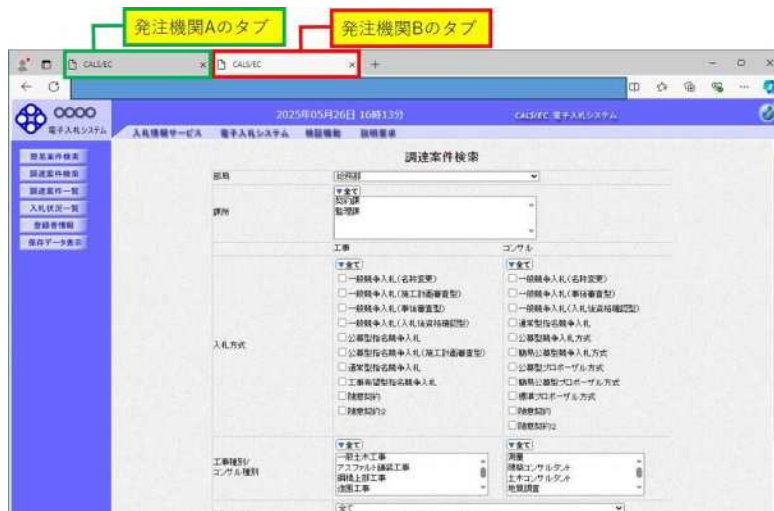 発注機関Aのタブ
発注機関Bのタブ
CALS/EC
CALS/EC
OOOO
電子入札システム
2025年05月26日 16時13分
CALS/EC 電子入札システム
入札情報サービス 電子入札システム 検証機能 説明要求
簡易案件検索
調達案件検索
調達案件一覧
入札状況一覧
登録者情報
保存データ表示
調達案件検索
部局
総務部
課所
▼全て
契約課
管理課
入札方式
工事
▼全て
一般競争入札(名称変更)
一般競争入札(施工計画審査型)
一般競争入札(事後審査型)
一般競争入札(入札後資格確認型)
公募型指名競争入札
公募型指名競争入札(施工計画審査型)
通常型指名競争入札
工事希望型指名競争入札
随意契約
随意契約2
コンサル
▼全て
一般競争入札(名称変更)
一般競争入札(事後審査型)
一般競争入札(入札後資格確認型)
通常型指名競争入札
公募型競争入札方式
簡易公募型競争入札方式
公募型プロポーザル方式
簡易公募型プロポーザル方式
標準プロポーザル方式
随意契約
随意契約2
工事種別/
コンサル種別
▼全て
一般土木工事
アスファルト舗装工事
鋼橋上部工事
造園工事
▼全て
測量
建築コンサルタント
土木コンサルタント
地質調査
全て